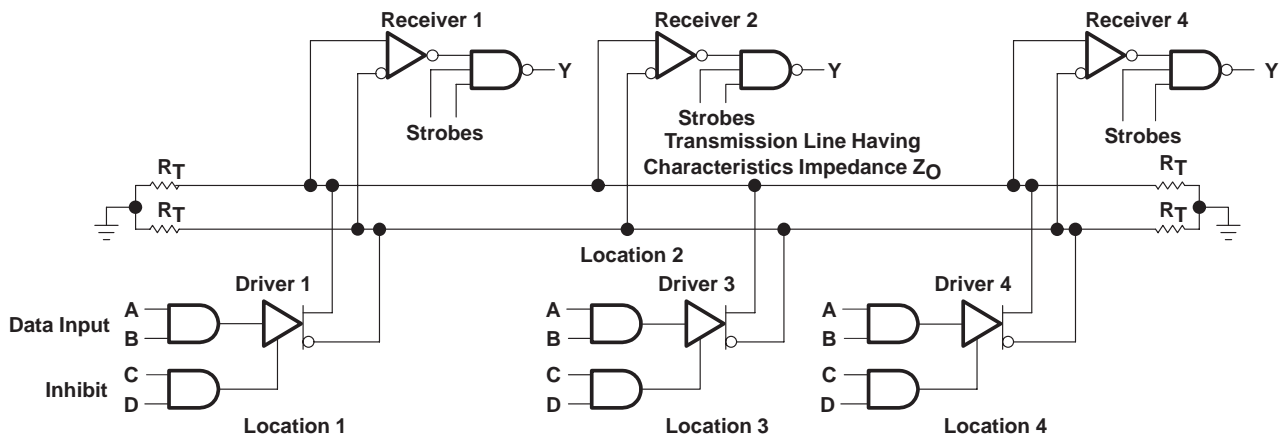 Receiver 1
Receiver 2
Receiver 4
Y
Y
Y
Strobes
Strobes
Strobes
Transmission Line Having
Characteristics Impedance ZO
RT
RT
RT
RT
Location 2
Driver 1
Driver 3
Driver 4
Data Input
A
B
A
B
A
B
Inhibit
C
D
C
D
C
D
Location 1
Location 3
Location 4